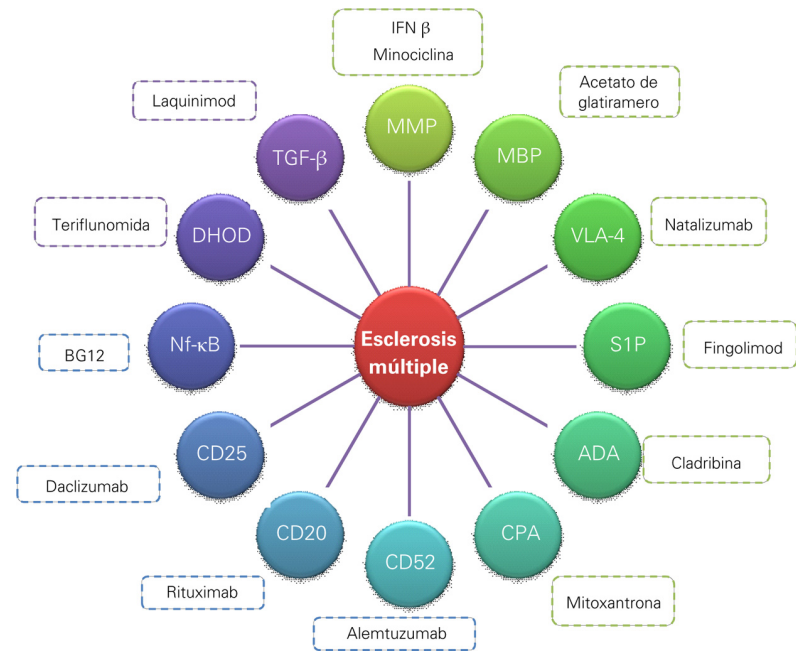 IFN β
Minociclina
MMP
Acetato de
glatiramero
MBP
Natalizumab
VLA-4
Fingolimod
S1P
Cladribina
ADA
Mitoxantrona
CPA
Alemtuzumab
CD52
Rituximab
CD20
Daclizumab
CD25
BG12
Nf-κB
Teriflunomida
DHOD
Laquinimod
TGF-β
Esclerosis
múltiple